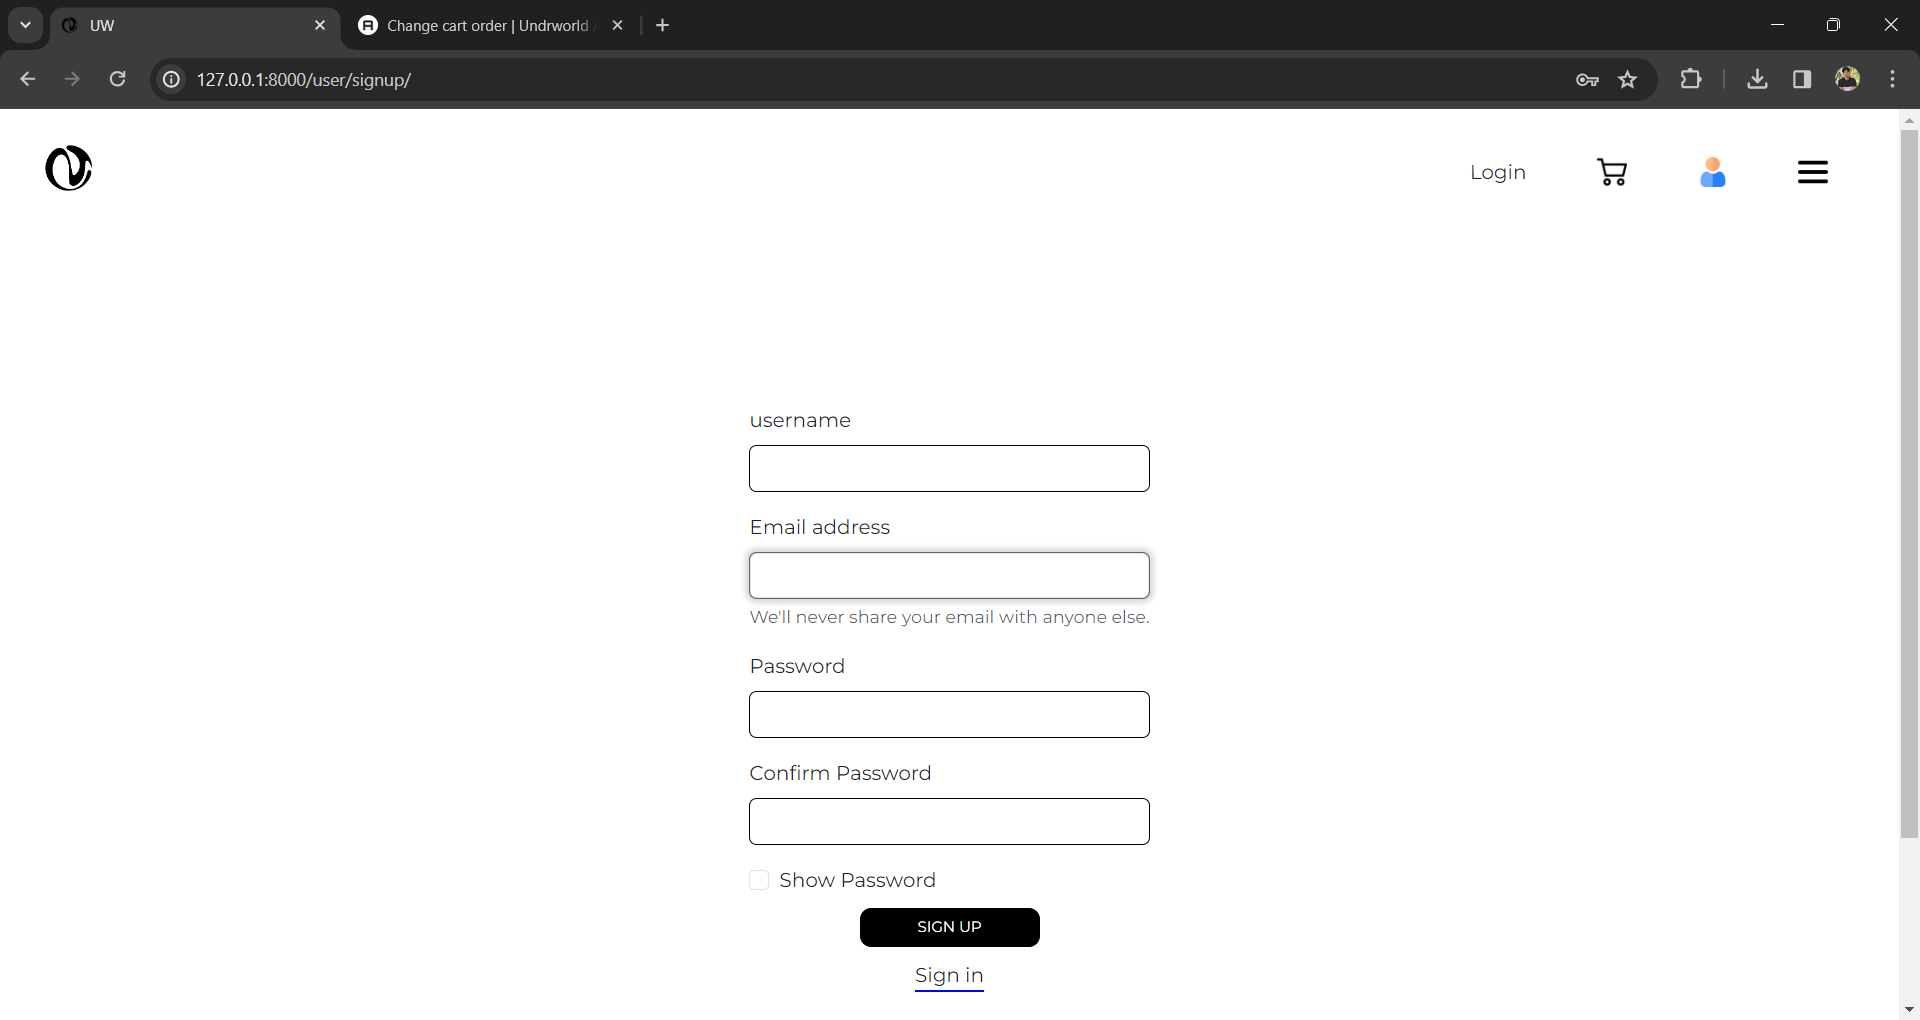 UW
Change cart order | Undrworld
127.0.0.1:8000/user/signup/
Login
username
Email address
We'll never share your email with anyone else.
Password
Confirm Password
Show Password
SIGN UP
Sign in